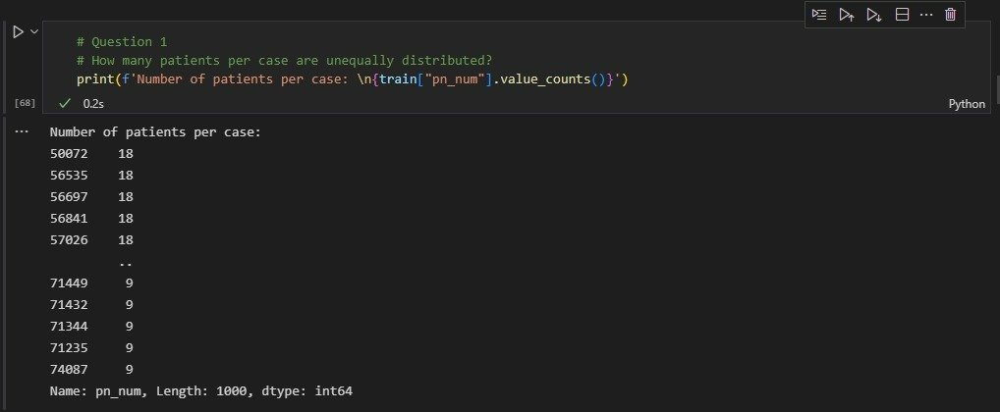 # Question 1
# How many patients per case are unequally distributed?
print(f'Number of patients per case: \n{train["pn_num"].value_counts()}')
[68] 0.2s Python
Number of patients per case:
50072 18
56535 18
56697 18
56841 18
57026 18
..
71449 9
71432 9
71344 9
71235 9
74087 9
Name: pn_num, Length: 1000, dtype: int64